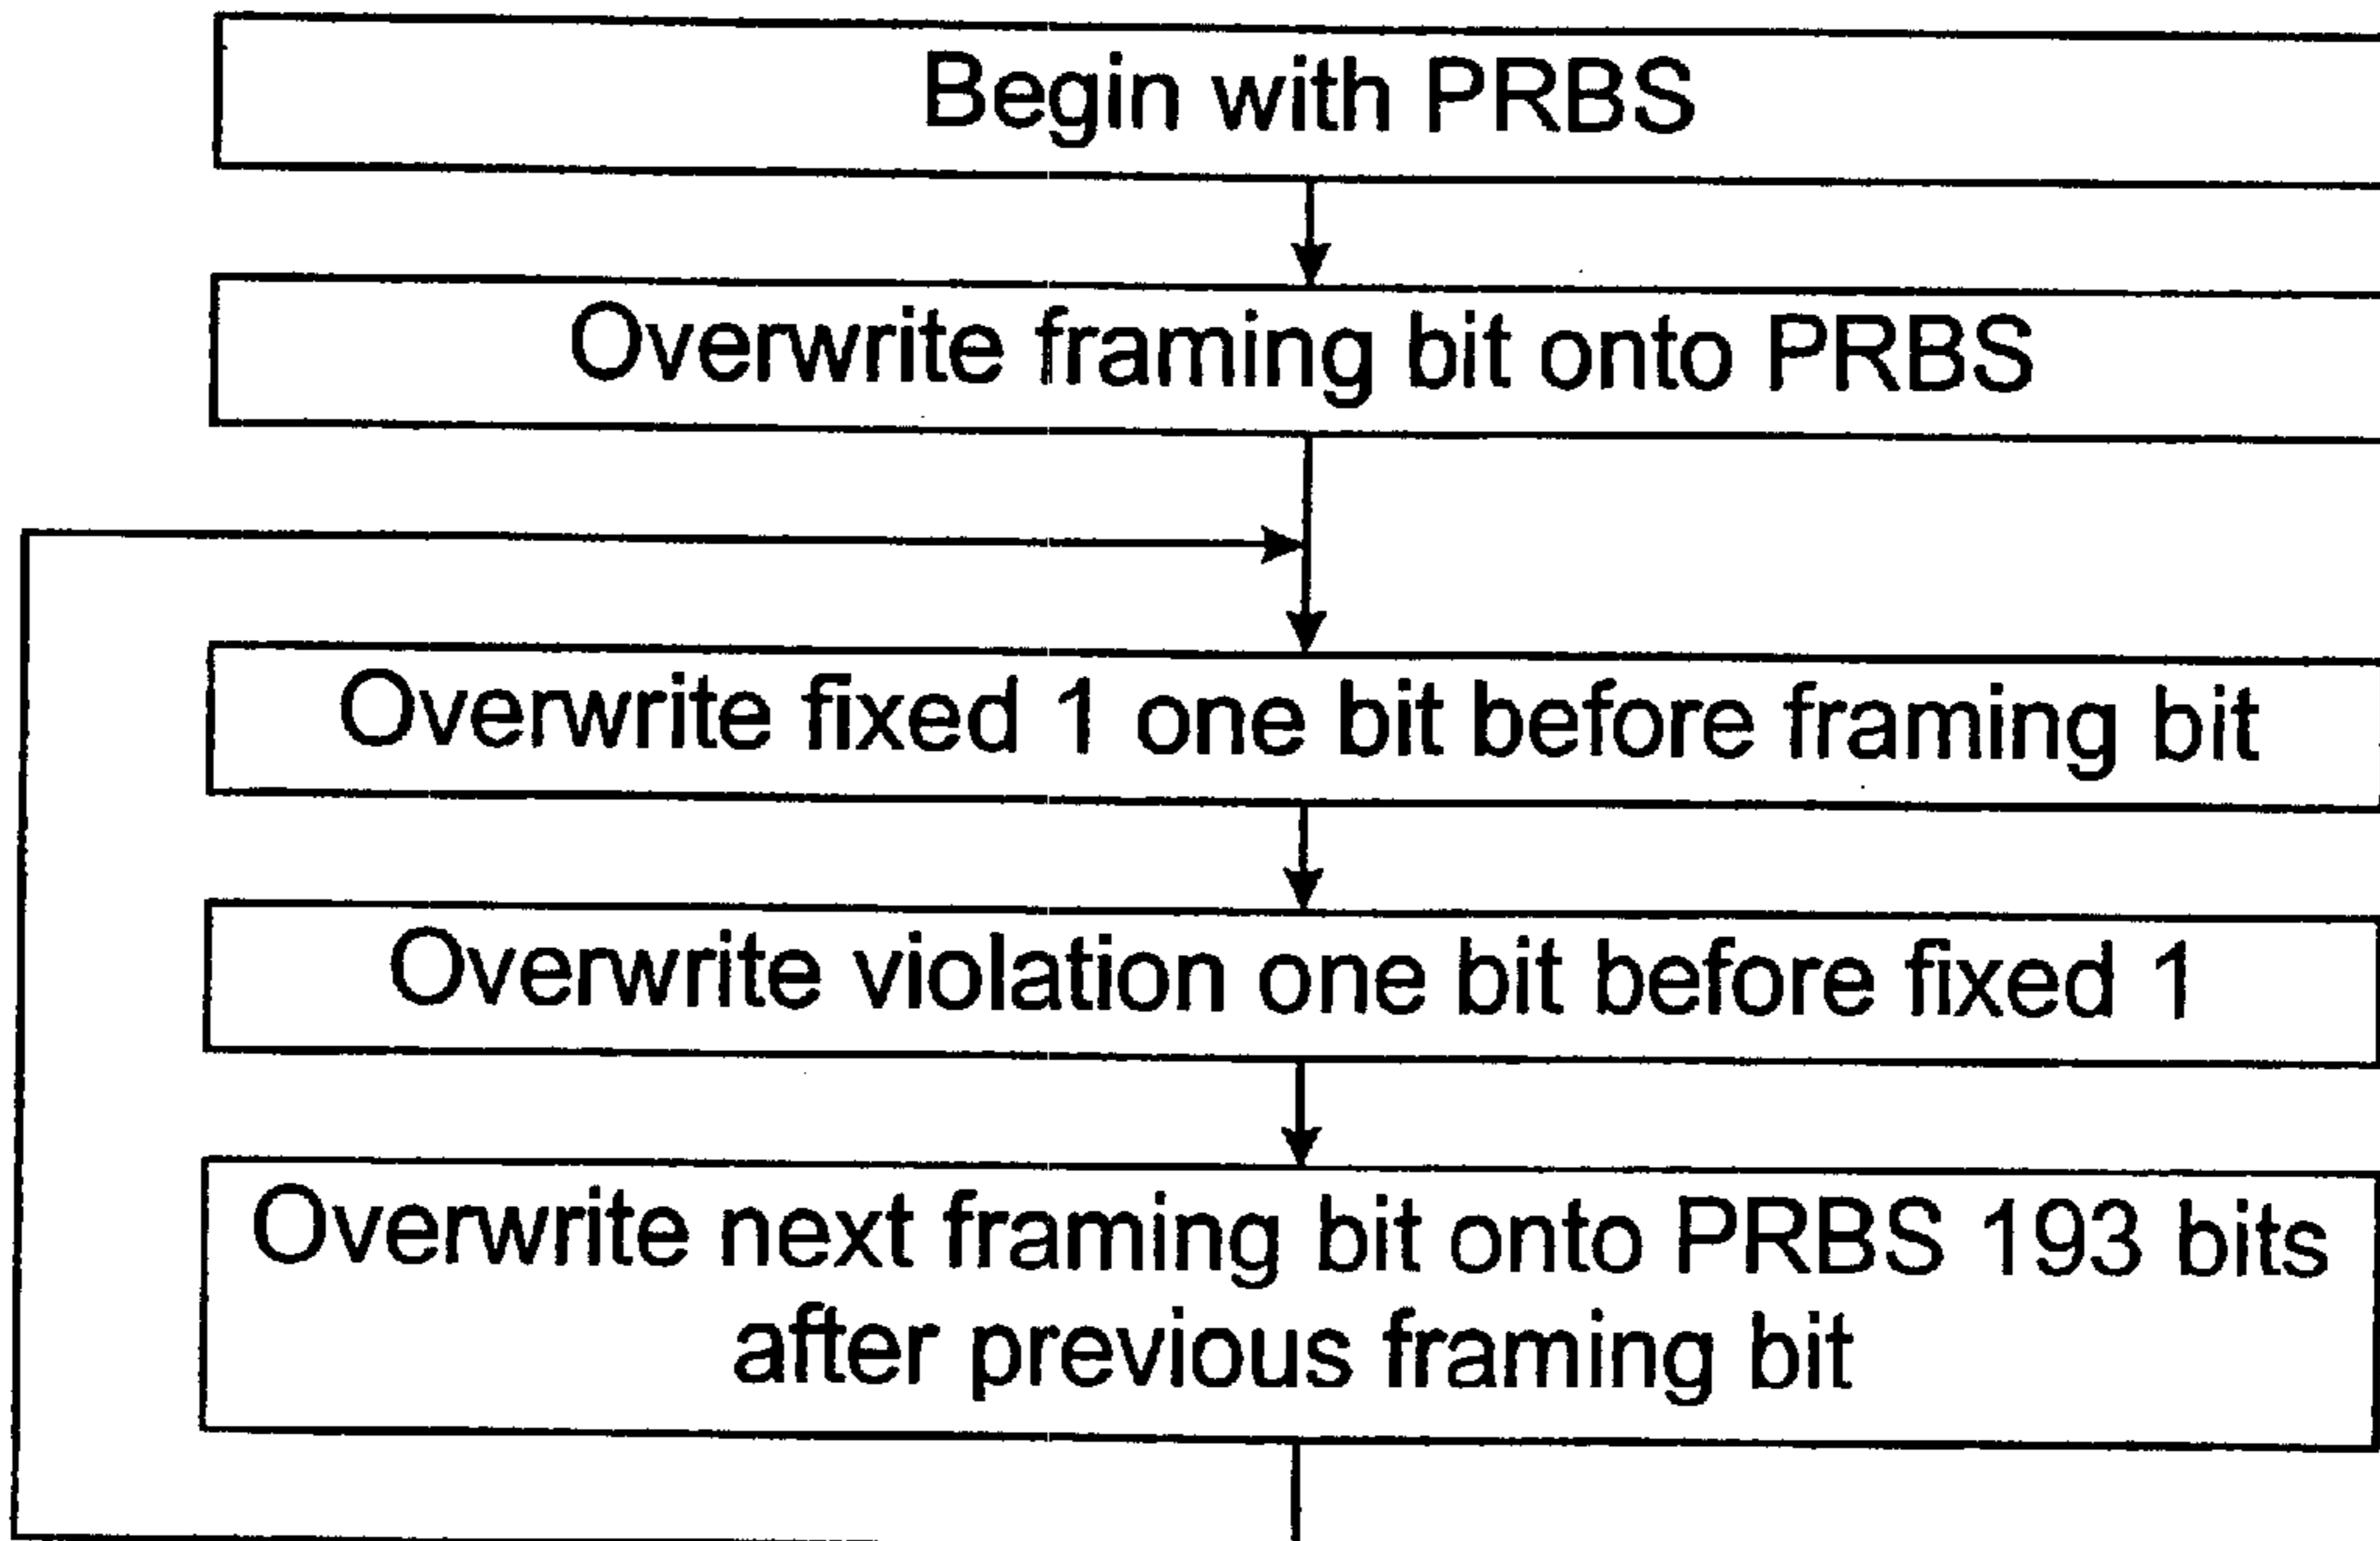 Begin with PRBS
Overwrite framing bit onto PRBS
Overwrite fixed 1 one bit before framing bit
Overwrite violation one bit before fixed 1
Overwrite next framing bit onto PRBS 193 bits
after previous framing bit